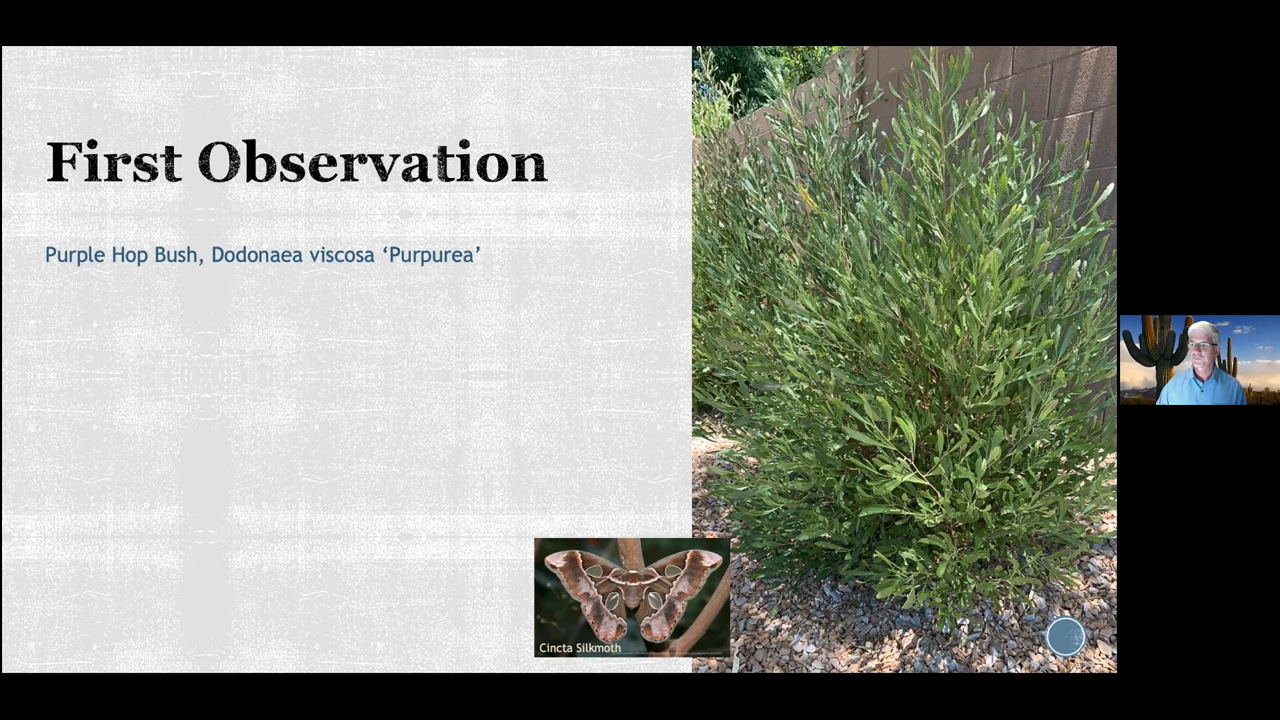 First Observation
Purple Hop Bush, Dodonaea viscosa ‘Purpurea’
Cincta Silkmoth